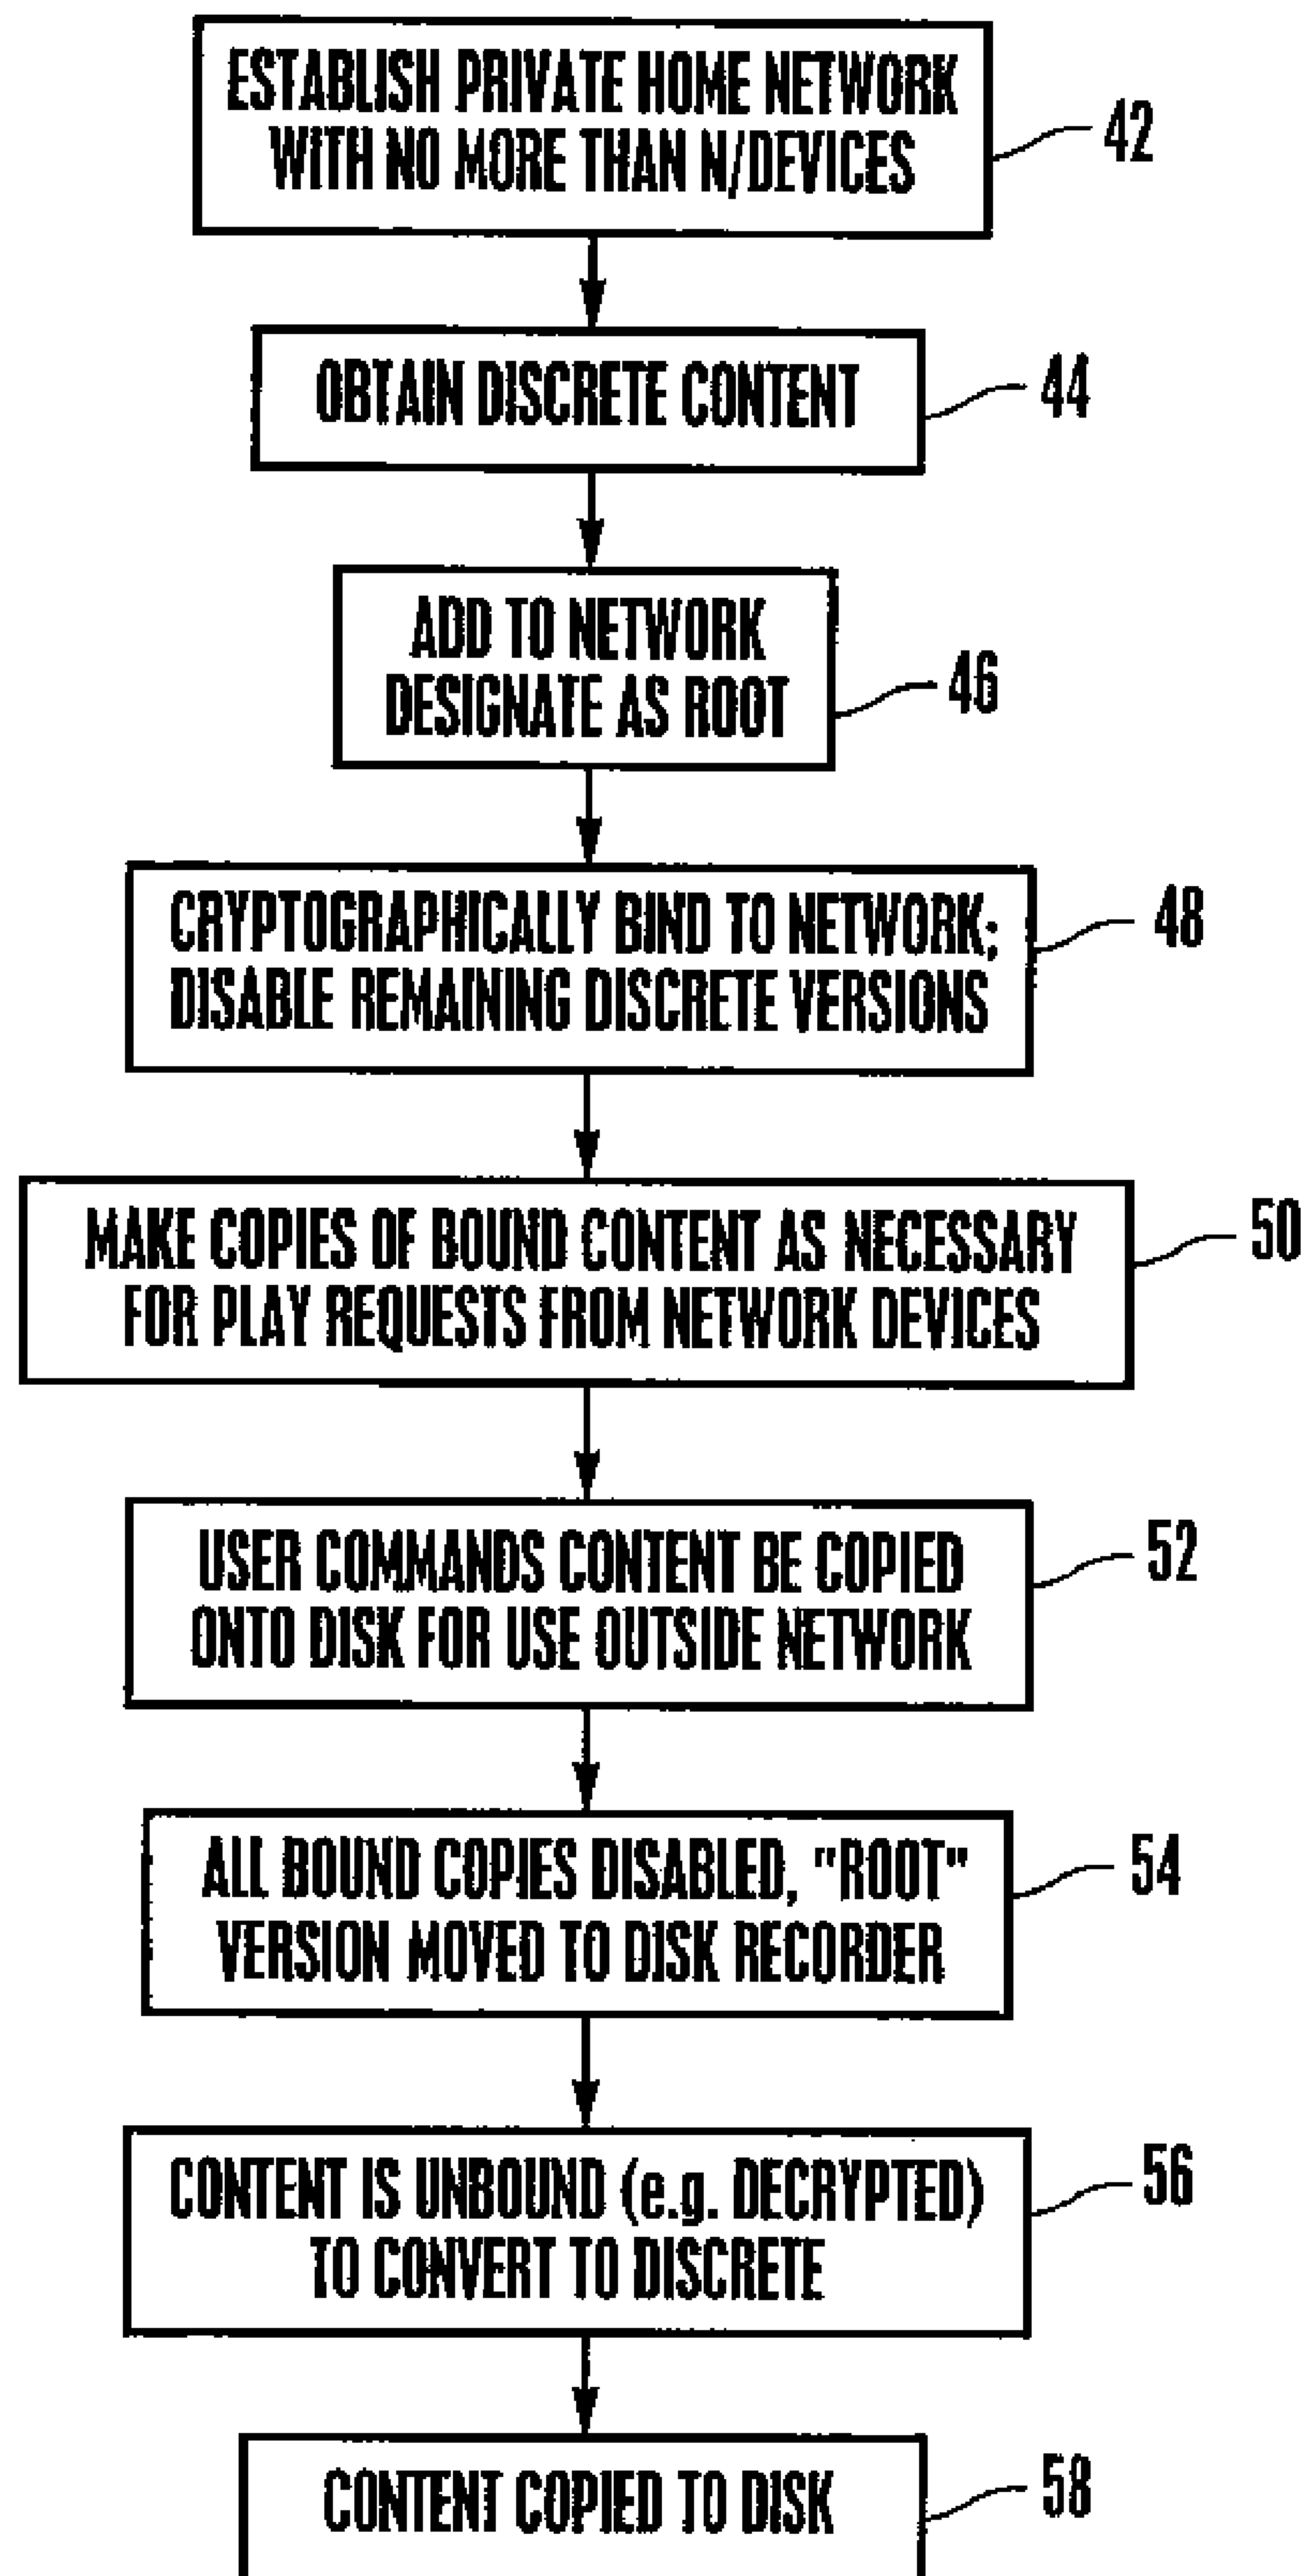 ESTABLISH PRIVATE HOME NETWORK
WITH NO MORE THAN N/DEVICES
42
OBTAIN DISCRETE CONTENT
44
ADD TO NETWORK
DESIGNATE AS ROOT
46
CRYPTOGRAPHICALLY BIND TO NETWORK;
DISABLE REMAINING DISCRETE VERSIONS
48
MAKE COPIES OF BOUND CONTENT AS NECESSARY
FOR PLAY REQUESTS FROM NETWORK DEVICES
50
USER COMMANDS CONTENT BE COPIED
ONTO DISK FOR USE OUTSIDE NETWORK
52
ALL BOUND COPIES DISABLED, "ROOT"
VERSION MOVED TO DISK RECORDER
54
CONTENT IS UNBOUND (e.g. DECRYPTED)
TO CONVERT TO DISCRETE
56
CONTENT COPIED TO DISK
58